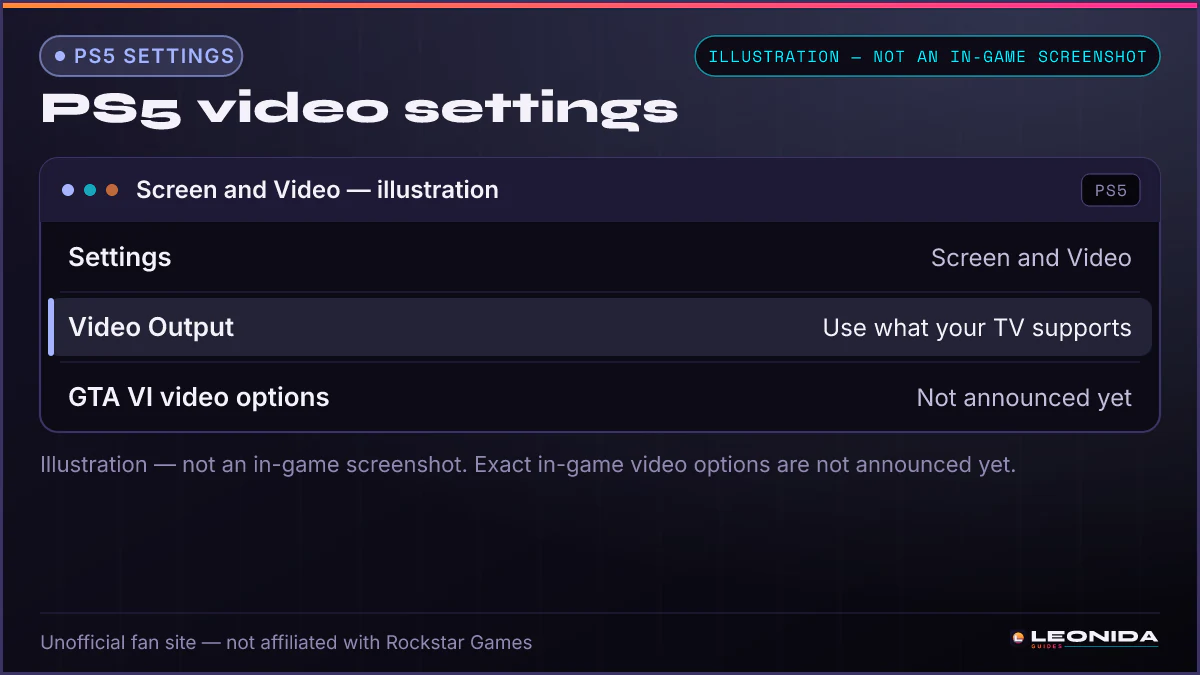 PS5 SETTINGS
ILLUSTRATION — NOT AN IN-GAME SCREENSHOT
PS5 video settings
Screen and Video — illustration
PS5
Settings
Screen and Video
Video Output
Use what your TV supports
GTA VI video options
Not announced yet
Illustration — not an in-game screenshot. Exact in-game video options are not announced yet.
Unofficial fan site — not affiliated with Rockstar Games
LEONIDA
GUIDES